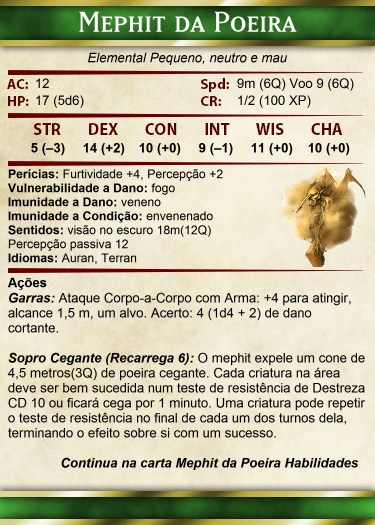 Mephit da Poeira
Elemental Pequeno, neutro e mau
AC: 12 Spd: 9m (6Q) Voo 9 (6Q)
HP: 17 (5d6) CR: 1/2 (100 XP)
STR DEX CON INT WIS CHA
5 (–3) 14 (+2) 10 (+0) 9 (–1) 11 (+0) 10 (+0)
Perícias: Furtividade +4, Percepção +2
Vulnerabilidade a Dano: fogo
Imunidade a Dano: veneno
Imunidade a Condição: envenenado
Sentidos: visão no escuro 18m(12Q)
Percepção passiva 12
Idiomas: Auran, Terran
Ações
Garras: Ataque Corpo-a-Corpo com Arma: +4 para atingir,
alcance 1,5 m, um alvo. Acerto: 4 (1d4 + 2) de dano
cortante.
Sopro Cegante (Recarrega 6): O mephit expele um cone de
4,5 metros(3Q) de poeira cegante. Cada criatura na área
deve ser bem sucedida num teste de resistência de Destreza
CD 10 ou ficará cega por 1 minuto. Uma criatura pode repetir
o teste de resistência no final de cada um dos turnos dela,
terminando o efeito sobre si com um sucesso.
Continua na carta Mephit da Poeira Habilidades